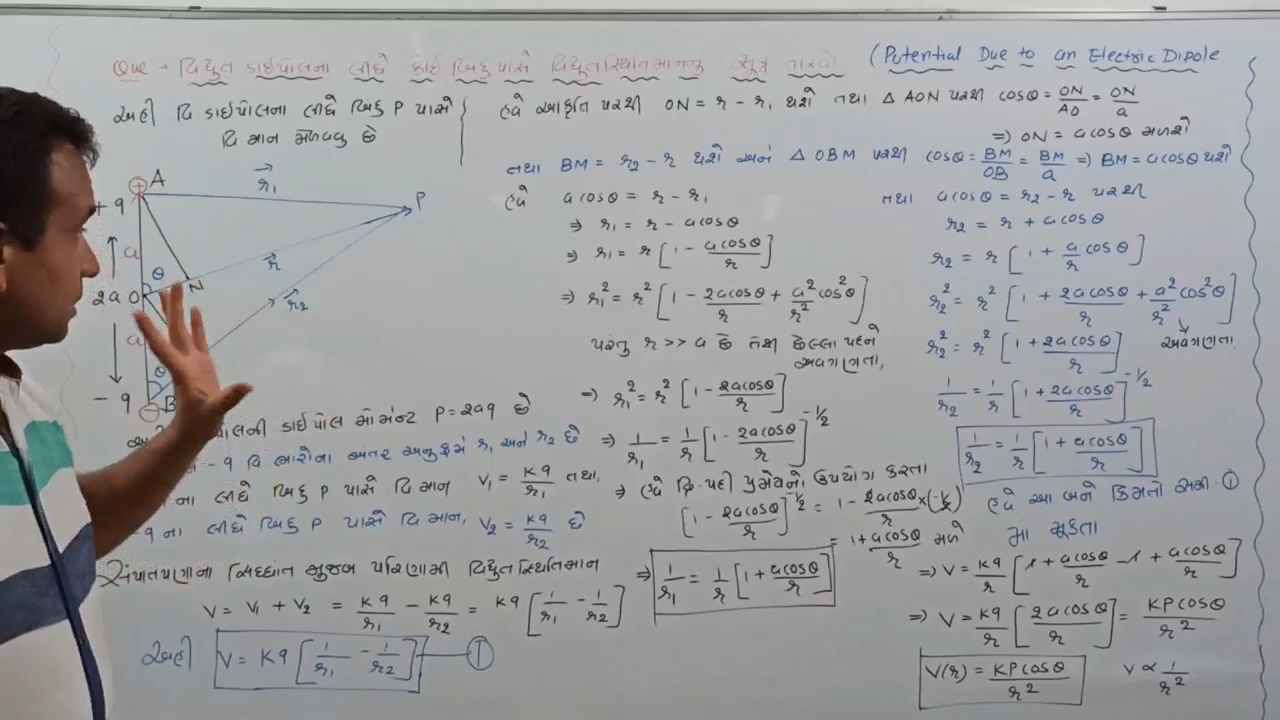 Que → વિદ્યુત ડાઈપોલના લીધે કોઈ બિંદુ પાસે વિદ્યુતસ્થિતિમાનનું સૂત્ર તારવો (Potential Due to an Electric Dipole
અહી વિ ડાઈપોલના લીધે બિંદુ P પાસે
વિ માન મેળવવુ છે
A
+q
r₁
P
a
θ
N
r
2a O
r₂
a
θ
- q
B
ડાઈપોલ મોમેન્ટ P = 2aq છે
- q વિ ભારોના અંતર અનુક્રમે r₁ અને r₂ છે
ના લીધે બિંદુ P પાસે વિ માન V₁ = Kq/r₁ તથા,
-q ના લીધે બિંદુ P પાસે વિ માન, V₂ = Kq/r₂ છે
સંપાતપણાના સિદ્ધાંત મુજબ પરિણામી વિદ્યુતસ્થિતિમાન
V = V₁ + V₂ = Kq/r₁ - Kq/r₂ = Kq [1/r₁ - 1/r₂]
અહી V = Kq [1/r₁ - 1/r₂] — ①
હવે આકૃતિ પરથી ON = r - r₁ થશે તથા Δ AON પરથી cosθ = ON/AO = ON/a
⇒ ON = a cosθ મળશે
તથા BM = r₂ - r થશે અને Δ OBM પરથી cosθ = BM/OB = BM/a ⇒ BM = a cosθ થશે
હવે a cosθ = r - r₁
⇒ r₁ = r - a cosθ
⇒ r₁ = r [1 - a cosθ/r]
⇒ r₁² = r² [1 - 2a cosθ/r + a² cos²θ/r²]
પરંતુ r >> a છે તેથી છેલ્લા પદને
અવગણતા,
⇒ r₁² = r² [1 - 2a cosθ/r]
⇒ 1/r₁ = 1/r [1 - 2a cosθ/r]^-1/2
⇒ હવે દ્વિ-પદી પ્રમેયનો ઉપયોગ કરતા
[1 - 2a cosθ/r]^-1/2 = 1 - 2a cosθ/r × (-1/2)
= 1 + a cosθ/r મળે
⇒ 1/r₁ = 1/r [1 + a cosθ/r]
તથા a cosθ = r₂ - r પરથી
r₂ = r + a cosθ
r₂ = r [1 + a/r cosθ]
r₂² = r² [1 + 2a cosθ/r + a²/r² cos²θ]
અવગણતા
r₂² = r² [1 + 2a cosθ/r]
1/r₂ = 1/r [1 + 2a cosθ/r]^-1/2
1/r₂ = 1/r [1 + a cosθ/r]
હવે આ બંને કિંમતો સમી-①
માં મૂકતા
⇒ V = Kq/r [1 + a cosθ/r - 1 + a cosθ/r]
⇒ V = Kq/r [2a cosθ/r] = KP cosθ/r²
V(r) = KP cosθ/r² V ∝ 1/r²